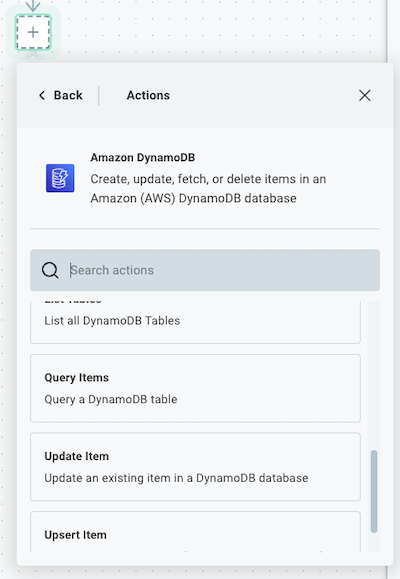 Back
Actions
Amazon DynamoDB
Create, update, fetch, or delete items in an
Amazon (AWS) DynamoDB database
Search actions
List Tables
List all DynamoDB Tables
Query Items
Query a DynamoDB table
Update Item
Update an existing item in a DynamoDB database
Upsert Item